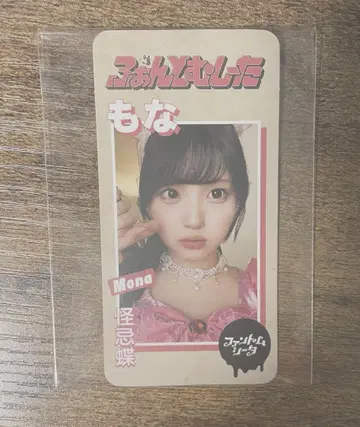 ふぁんとむしーた
もな
Mona
怪忌蝶
ファントム
シータ